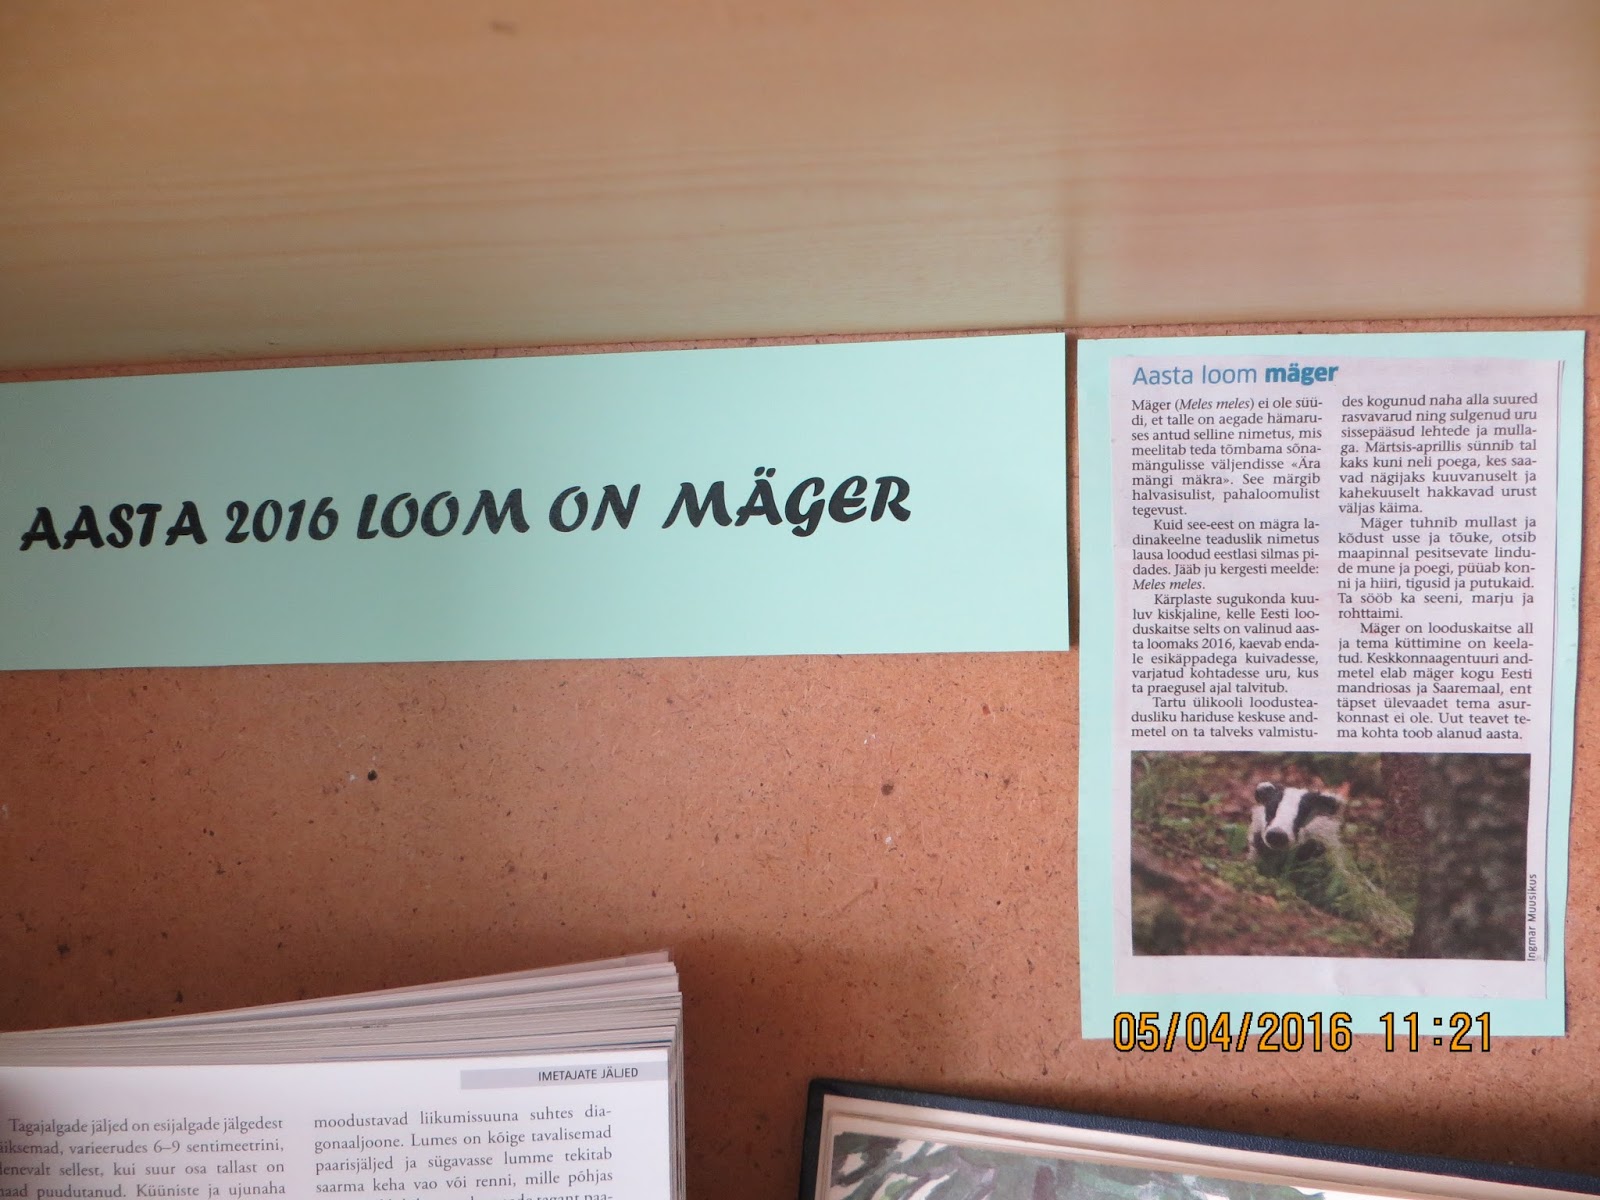 AASTA 2016 LOOM ON MÄGER
Aasta loom mäger
Mäger (Meles meles) ei ole süü-
di, et talle on aegade hämaru-
ses antud selline nimetus, mis
meelitab teda tõmbama sõna-
mängulisse väljendisse «Ära
mängi mäkra». See märgib
halvasisulist, pahaloomulist
tegevust.
Kuid see-eest on mägra la-
dinakeelne teaduslik nimetus
lausa loodud eestlasi silmas pi-
dades. Jääb ju kergesti meelde:
Meles meles.
Kärplaste sugukonda kuu-
luv kiskjaline, kelle Eesti loo-
duskaitse selts on valinud aas-
ta loomaks 2016, kaevab enda-
le esikäppadega kuivadesse,
varjatud kohtadesse uru, kus
ta praegusel ajal talvitub.
Tartu ülikooli loodustea-
dusliku hariduse keskuse and-
metel on ta talveks valmistu-
des kogunud naha alla suured
rasvavarud ning sulgenud uru
sissepääsud lehtede ja mulla-
ga. Märtsis-aprillis sünnib tal
kaks kuni neli poega, kes saa-
vad nägijaks kuuvanuselt ja
kahekuuselt hakkavad urust
väljas käima.
Mäger tuhnib mullast ja
kõdust usse ja tõuke, otsib
maapinnal pesitsevate lindu-
de mune ja poegi, püüab kon-
ni ja hiiri, tigusid ja putukaid.
Ta sööb ka seeni, marju ja
rohttaimi.
Mäger on looduskaitse all
ja tema küttimine on keela-
tud. Keskkonnaagentuuri and-
metel elab mäger kogu Eesti
mandriosas ja Saaremaal, ent
täpset ülevaadet tema asur-
konnast ei ole. Uut teavet te-
ma kohta toob alanud aasta.
Ingmar Muusikus
05/04/2016 11:21
IMETAJATE JÄLJED
Tagajalgade jäljed on esijalgade jälgedest
varieerudes 6–9 sentimeetrini,
sellest, kui suur osa tallast on
puudutanud. Küüniste ja ujunaha
moodustavad liikumissuuna suhtes dia-
gonaaljoone. Lumes on kõige tavalisemad
paarisjäljed ja sügavasse lumme tekitab
saarma keha vao või renni, mille põhjas